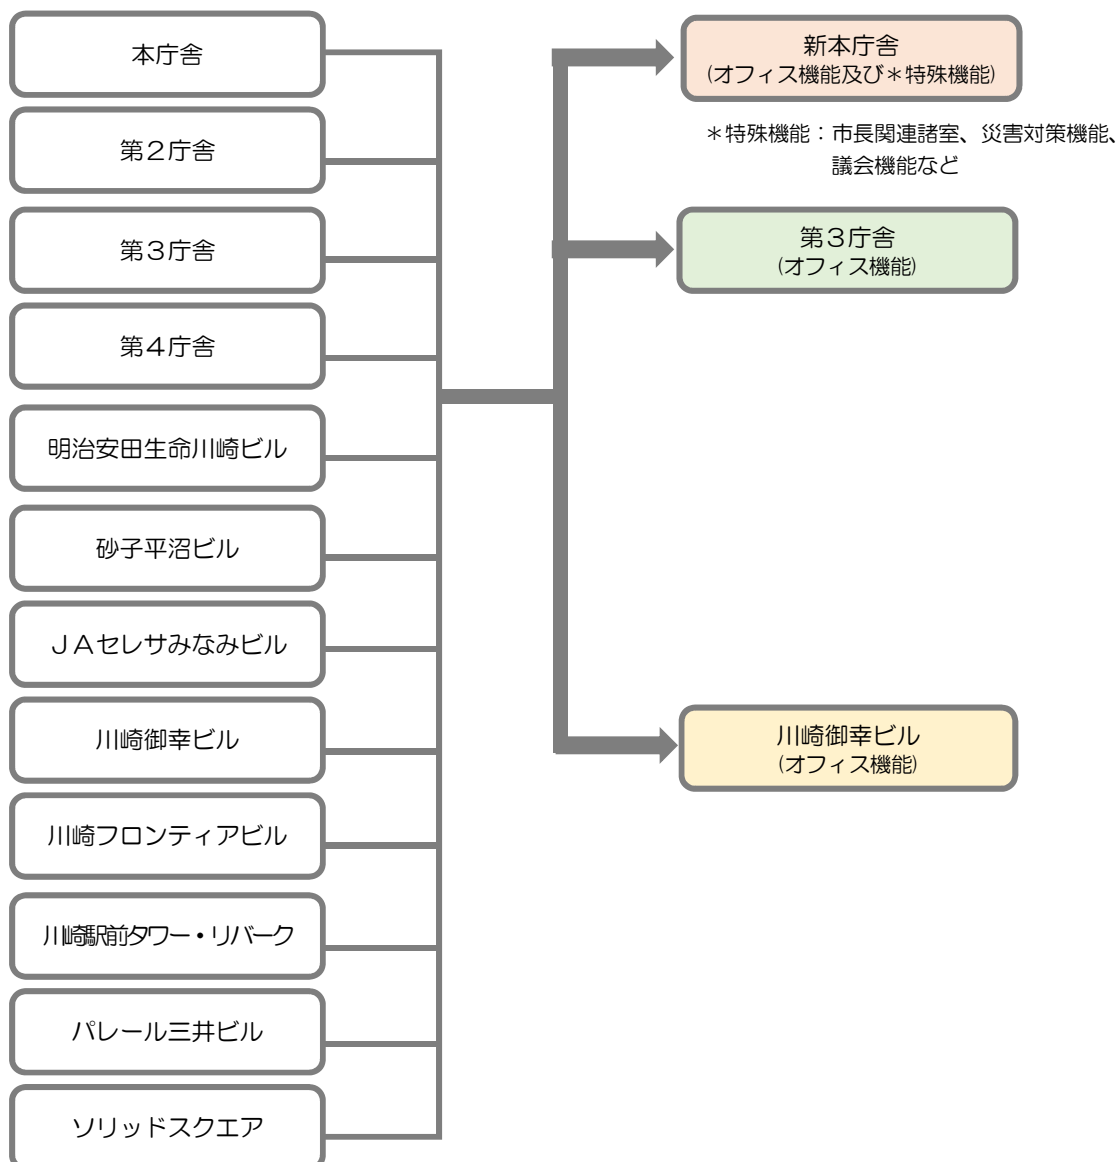 本庁舎
第2庁舎
第3庁舎
第4庁舎
明治安田生命川崎ビル
砂子平沼ビル
JAセレサみなみビル
川崎御幸ビル
川崎フロンティアビル
川崎駅前タワー・リバーク
パレール三井ビル
ソリッドスクエア
新本庁舎
(オフィス機能及び*特殊機能)
*特殊機能:市長関連諸室、災害対策機能、
議会機能など
第3庁舎
(オフィス機能)
川崎御幸ビル
(オフィス機能)